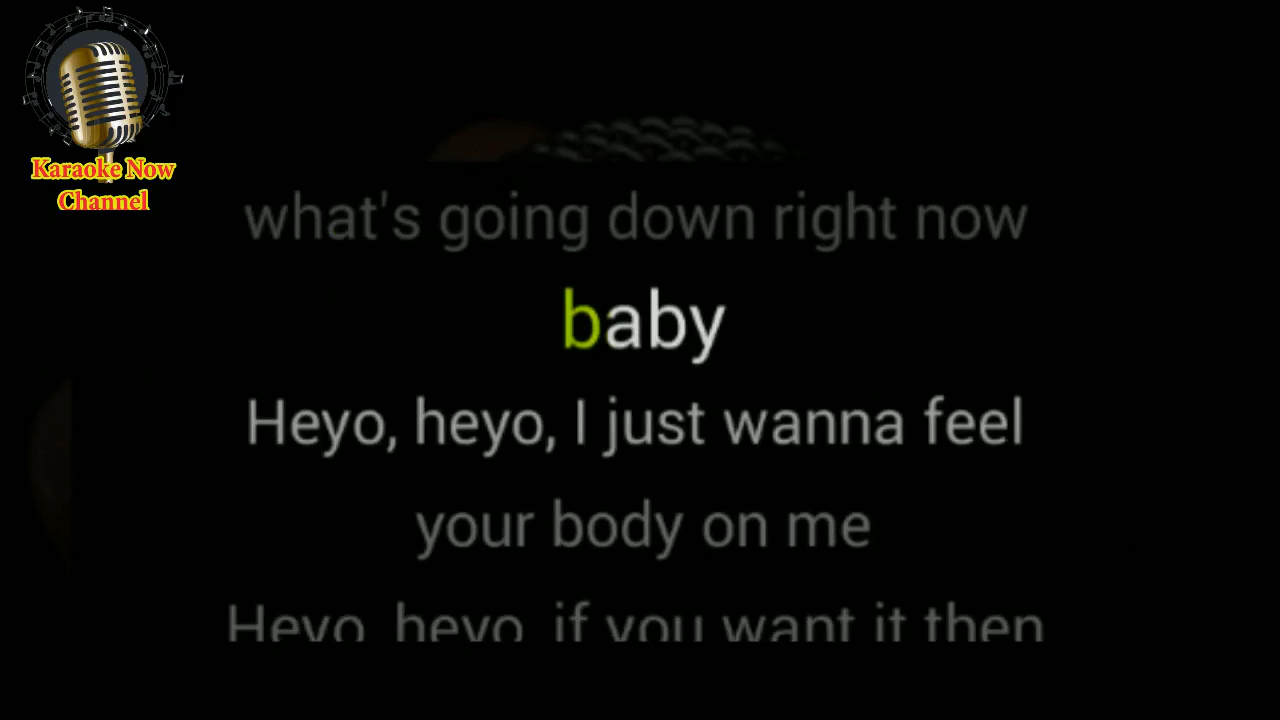 Karaoke Now
Channel
what's going down right now
baby
Heyo, heyo, I just wanna feel
your body on me
Heyo, heyo, if you want it then